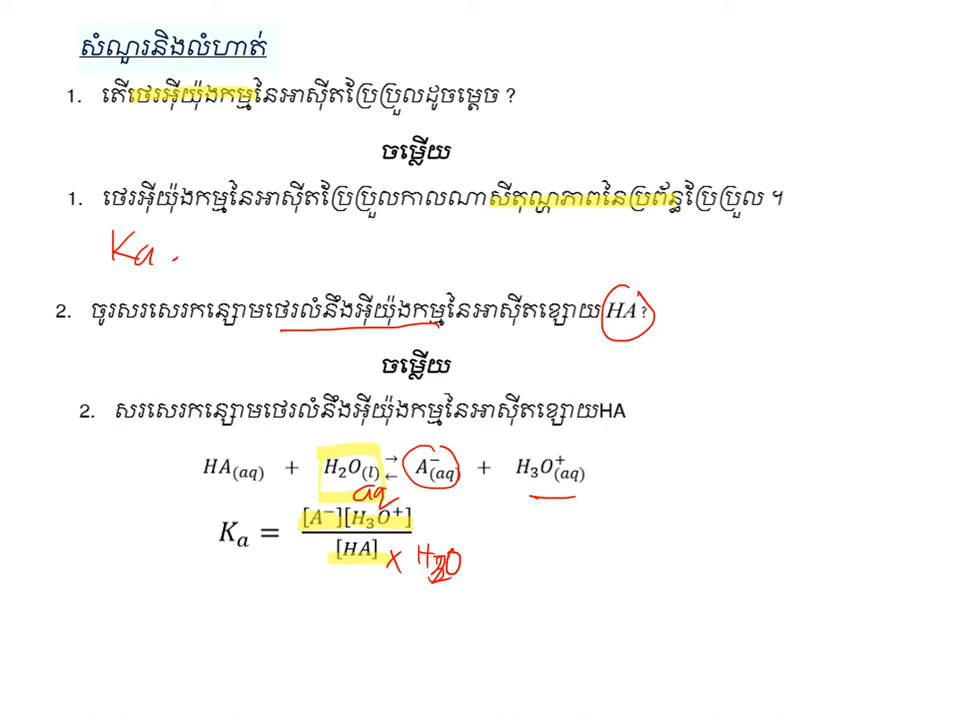 សំណួរនិងលំហាត់
1. តើថេរអ៊ីយ៉ុងកម្មនៃអាស៊ីតប្រែប្រួលដូចម្តេច ?
ចម្លើយ
1. ថេរអ៊ីយ៉ុងកម្មនៃអាស៊ីតប្រែប្រួលកាលណាសីតុណ្ហភាពនៃប្រព័ន្ធប្រែប្រួល ។
Ka .
2. ចូរសរសេរកន្សោមថេរលំនឹងអ៊ីយ៉ុងកម្មនៃអាស៊ីតខ្សោយ HA ?
ចម្លើយ
2. សរសេរកន្សោមថេរលំនឹងអ៊ីយ៉ុងកម្មនៃអាស៊ីតខ្សោយHA
HA(aq) + H₂O(l) ⇄ A⁻(aq) + H₃O⁺(aq)
aq
Kₐ = [A⁻][H₃O⁺] / [HA]